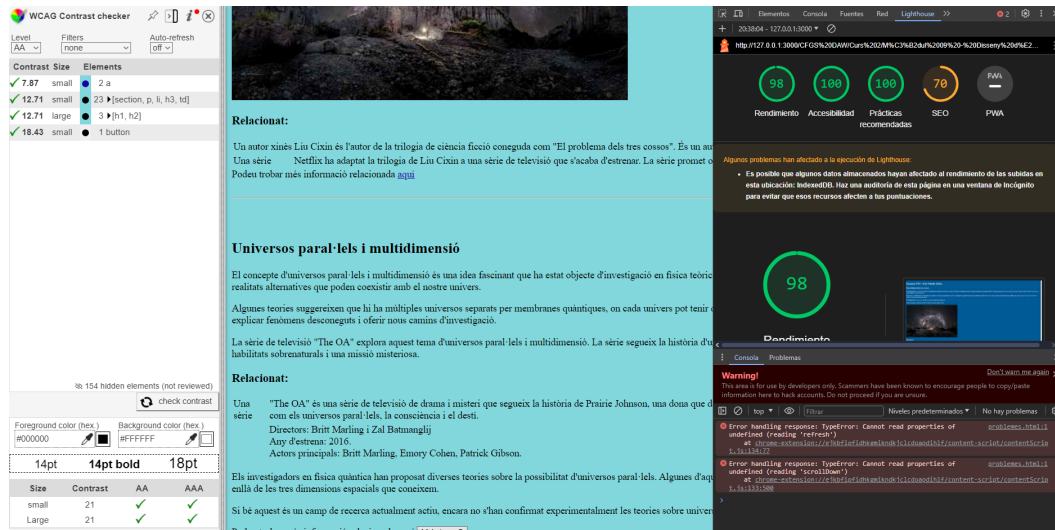 WCAG Contrast checker
Level
Filters
Auto-refresh
AA
none
off
Contrast Size Elements
7.87 small 2 a
12.71 small 23 [section, p, li, h3, td]
12.71 large 3 [h1, h2]
18.43 small 1 button
154 hidden elements (not reviewed)
check contrast
Foreground color (hex.)
Background color (hex.)
#000000
#FFFFFF
14pt 14pt bold 18pt
Size Contrast AA AAA
small 21
Large 21
Relacionat:
Un autor xinès Liu Cixin és l'autor de la trilogia de ciència ficció coneguda com "El problema dels tres cossos". És un au
Una sèrie Netflix ha adaptat la trilogia de Liu Cixin a una sèrie de televisió que s'acaba d'estrenar. La sèrie promet o
Podeu trobar més informació relacionada aquí
Universos paral·lels i multidimensió
El concepte d'universos paral·lels i multidimensió és una idea fascinant que ha estat objecte d'investigació en física teòric
realitats alternatives que poden coexistir amb el nostre univers.
Algunes teories suggereixen que hi ha múltiples universos separats per membranes quàntiques, on cada univers pot tenir
explicar fenòmens desconeguts i oferir nous camins d'investigació.
La sèrie de televisió "The OA" explora aquest tema d'universos paral·lels i multidimensió. La sèrie segueix la història d'u
habilitats sobrenaturals i una missió misteriosa.
Relacionat:
Una sèrie
"The OA" és una sèrie de televisió de drama i misteri que segueix la història de Prairie Johnson, una dona que d
com els universos paral·lels, la consciència i el destí.
Directors: Britt Marling i Zal Batmanglij
Any d'estrena: 2016.
Actors principals: Britt Marling, Emory Cohen, Patrick Gibson.
Els investigadors en física quàntica han proposat diverses teories sobre la possibilitat d'universos paral·lels. Algunes d'aqu
enllà de les tres dimensions espacials que coneixem.
Si bé aquest és un camp de recerca actualment actiu, encara no s'han confirmat experimentalment les teories sobre univer
Elementos Consola Fuentes Red Lighthouse 2
20:38:04 - 127.0.0.1:3000
http://127.0.0.1:3000/CFGS%20DAW/Curs%202/M%C3%B2dul%2009%20-%20Disseny%20d%E2...
98 100 100 70
Rendimiento Accesibilidad Prácticas recomendadas SEO PWA
PWA
Algunos problemas han afectado a la ejecución de Lighthouse:
Es posible que algunos datos almacenados hayan afectado al rendimiento de las subidas en
esta ubicación: IndexedDB. Haz una auditoría de esta página en una ventana de Incógnito
para evitar que esos recursos afecten a tus puntuaciones.
98
Rendimiento
Consola Problemas
Warning!
Don't warn me again
This area is for use by developers only. Scammers have been known to encourage people to copy/paste
information here to hack accounts. Do not proceed if you are unsure.
top Filtrar Niveles predeterminados No hay problemas
Error handling response: TypeError: Cannot read properties of problemes.html:1
undefined (reading 'refresh')
Error handling response: TypeError: Cannot read properties of problemes.html:1
undefined (reading 'scrollDown')